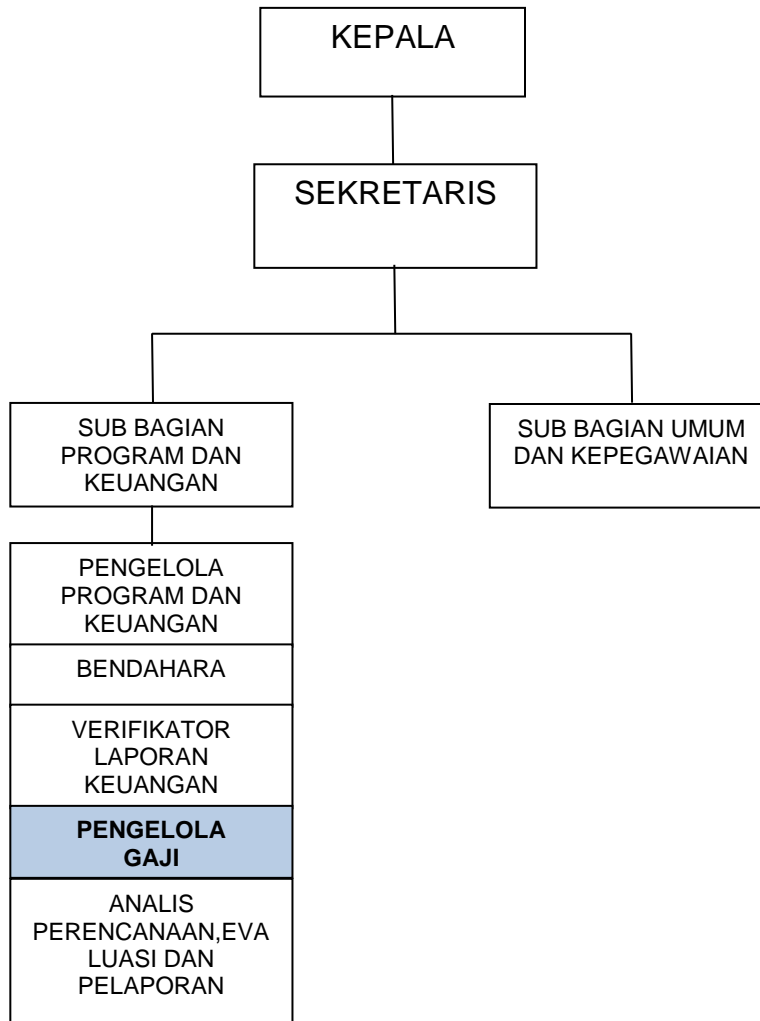 KEPALA
SEKRETARIS
SUB BAGIAN
PROGRAM DAN
KEUANGAN
SUB BAGIAN UMUM
DAN KEPEGAWAIAN
PENGELOLA
PROGRAM DAN
KEUANGAN
BENDAHARA
VERIFIKATOR
LAPORAN
KEUANGAN
PENGELOLA
GAJI
ANALIS
PERENCANAAN,EVA
LUASI DAN
PELAPORAN